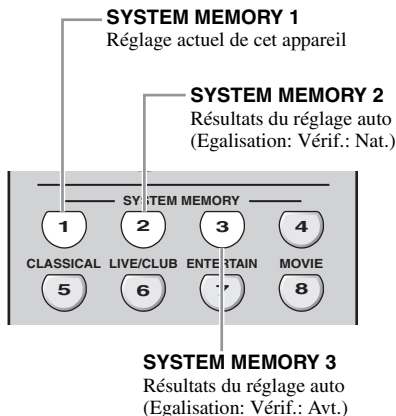 SYSTEM MEMORY 1
Réglage actuel de cet appareil
SYSTEM MEMORY 2
Résultats du réglage auto
(Egalisation: Vérif.: Nat.)
SYSTEM MEMORY
1 2 3 4
CLASSICAL LIVE/CLUB ENTERTAIN MOVIE
5 6 7 8
SYSTEM MEMORY 3
Résultats du réglage auto
(Egalisation: Vérif.: Avt.)